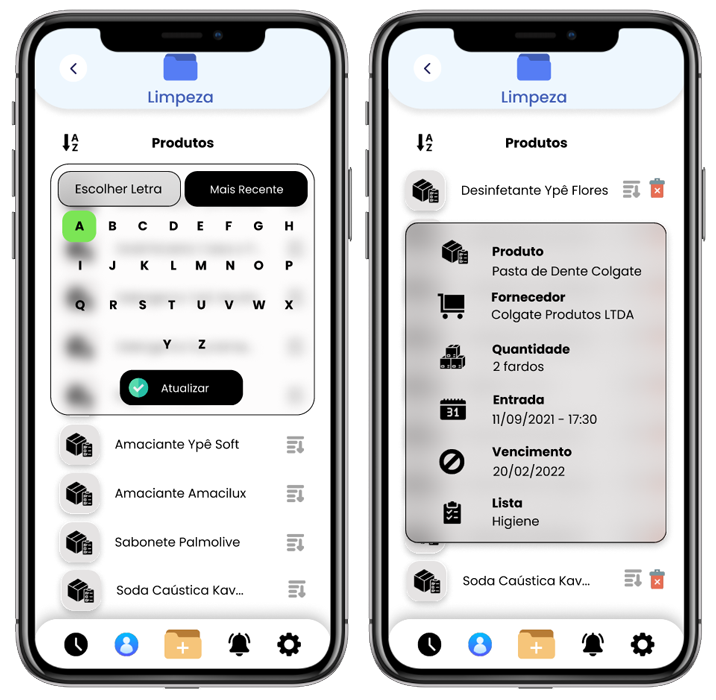 Limpeza
A
Z
Produtos
Escolher Letra
Mais Recente
A B C D E F G H
I J K L M N O P
Q R S T U V W X
Y Z
Atualizar
Amaciante Ypê Soft
Amaciante Amacilux
Sabonete Palmolive
Soda Caústica Kav...
Limpeza
A
Z
Produtos
Desinfetante Ypê Flores
Produto
Pasta de Dente Colgate
Fornecedor
Colgate Produtos LTDA
Quantidade
2 fardos
Entrada
31
11/09/2021 - 17:30
Vencimento
20/02/2022
Lista
Higiene
Soda Caústica Kav...